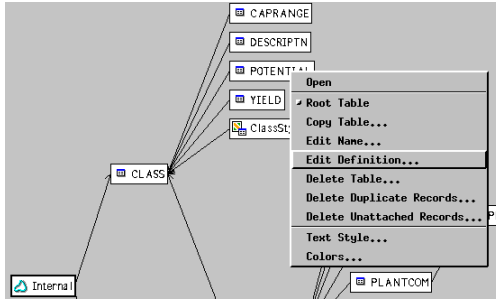 CAPRANGE
DESCRIPTN
POTENTIAL
YIELD
ClassSty
CLASS
Internal
Open
Root Table
Copy Table...
Edit Name...
Edit Definition...
Delete Table...
Delete Duplicate Records...
Delete Unattached Records...
Text Style...
Colors...
PLANTCOM